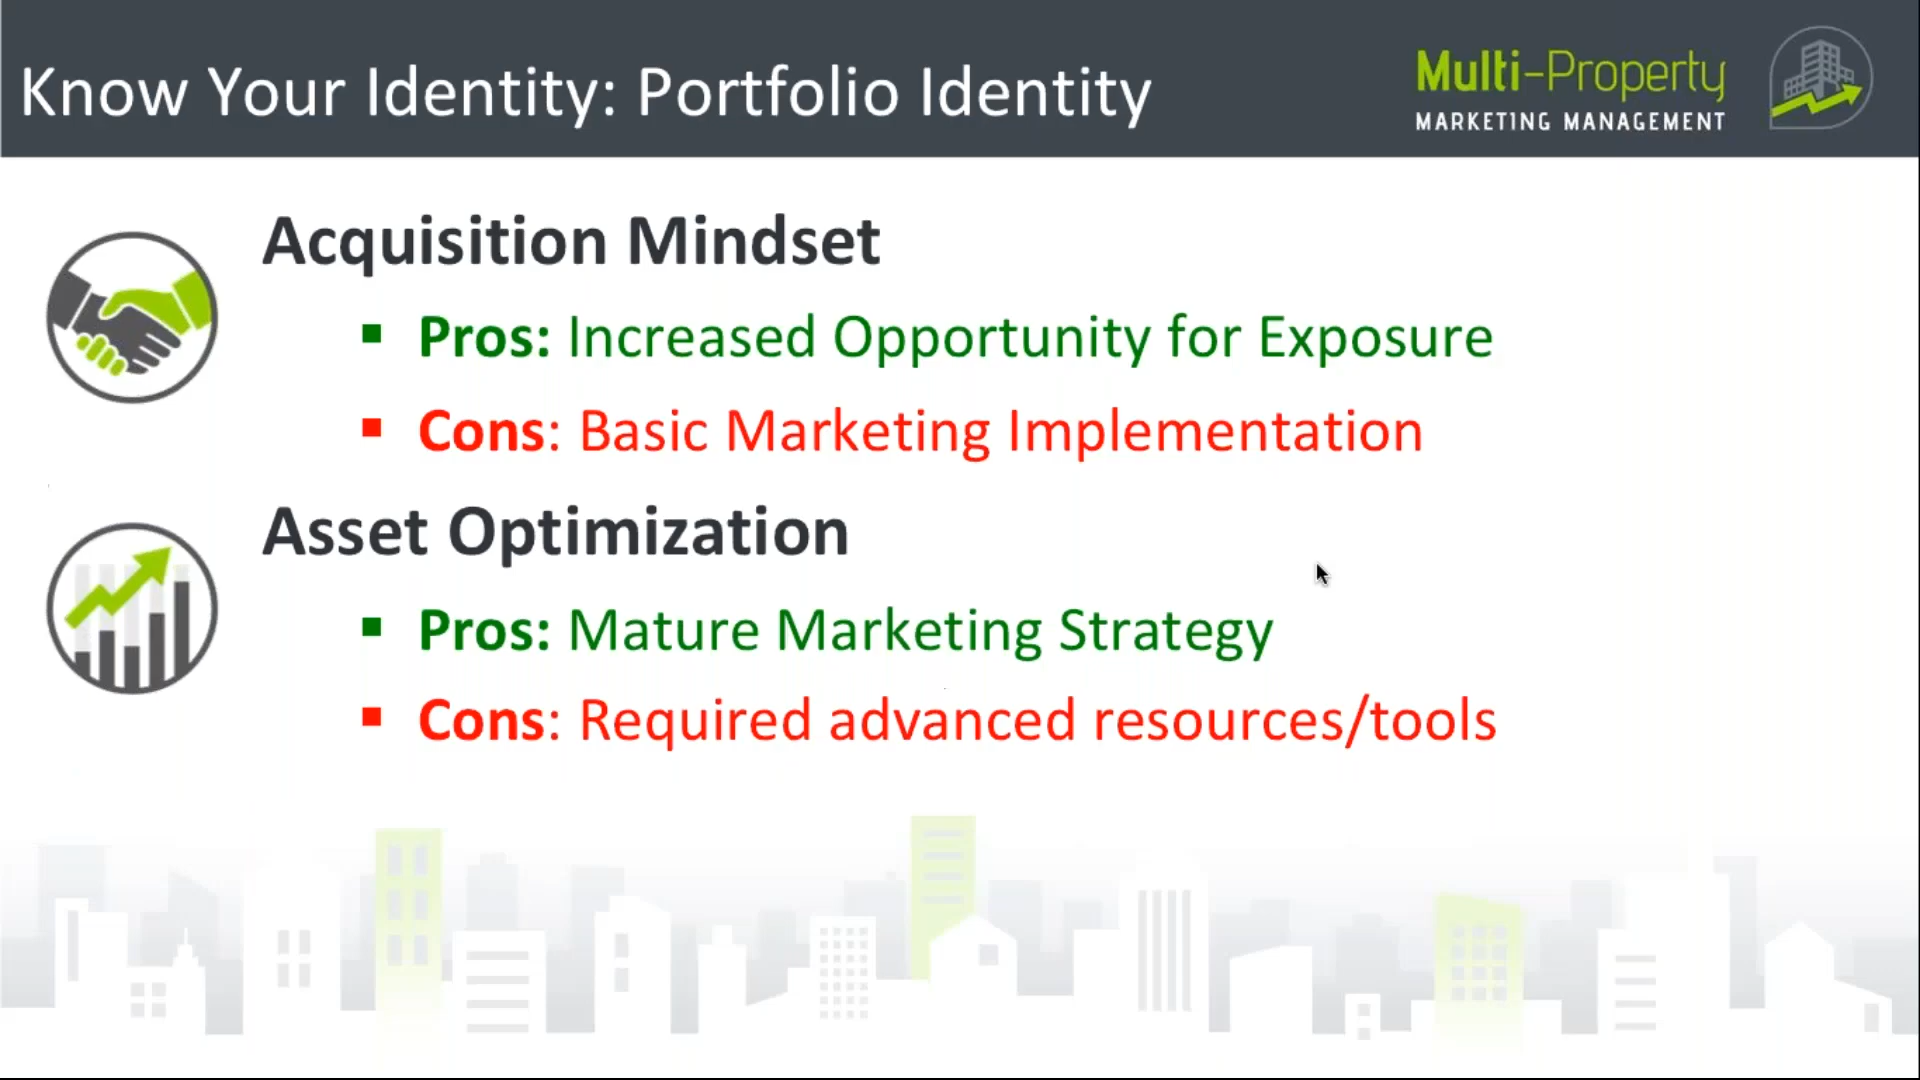 Know Your Identity: Portfolio Identity
Multi-Property
MARKETING MANAGEMENT
Acquisition Mindset
▪ Pros: Increased Opportunity for Exposure
▪ Cons: Basic Marketing Implementation
Asset Optimization
▪ Pros: Mature Marketing Strategy
▪ Cons: Required advanced resources/tools